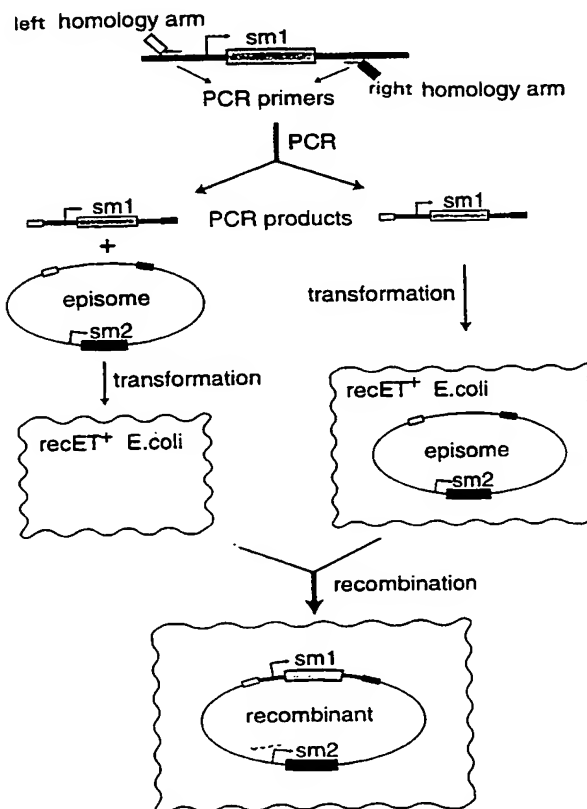 left homology arm
sm1
right homology arm
PCR primers
PCR
sm1
PCR products
sm1
+
episome
sm2
transformation
transformation
recET+ E.coli
recET+ E.coli
episome
sm2
recombination
sm1
recombinant
sm2